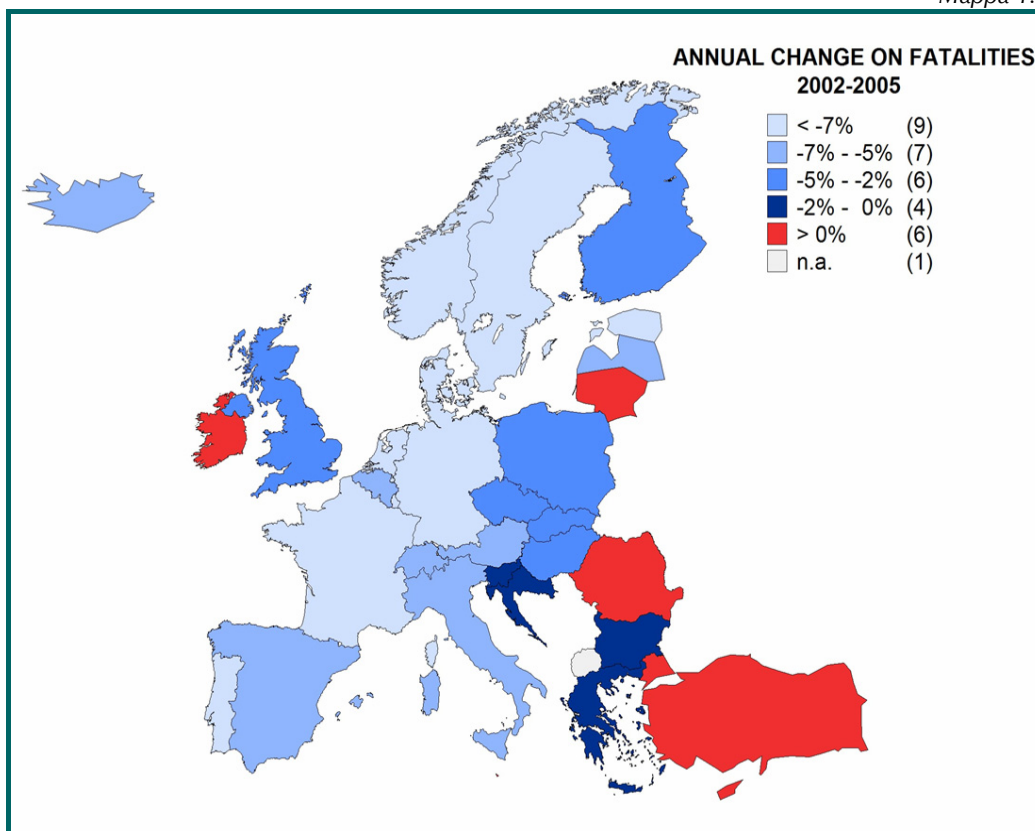 Mappa
ANNUAL CHANGE ON FATALITIES
2002-2005
< -7% (9)
-7% - -5% (7)
-5% - -2% (6)
-2% - 0% (4)
> 0% (6)
n.a. (1)